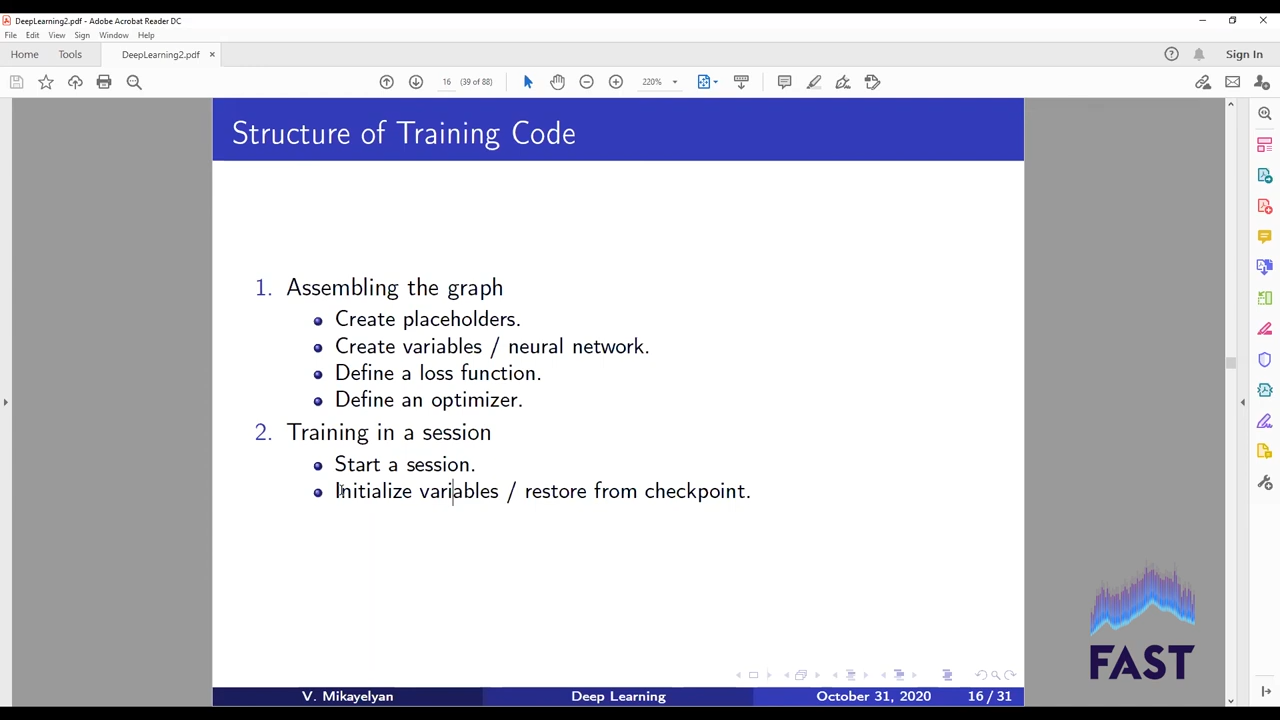 DeepLearning2.pdf - Adobe Acrobat Reader DC
File Edit View Sign Window Help
Home Tools DeepLearning2.pdf × Sign In
16 (39 of 88) 220%
Structure of Training Code
1. Assembling the graph
Create placeholders.
Create variables / neural network.
Define a loss function.
Define an optimizer.
2. Training in a session
Start a session.
Initialize variables / restore from checkpoint.
FAST
V. Mikayelyan Deep Learning October 31, 2020 16 / 31